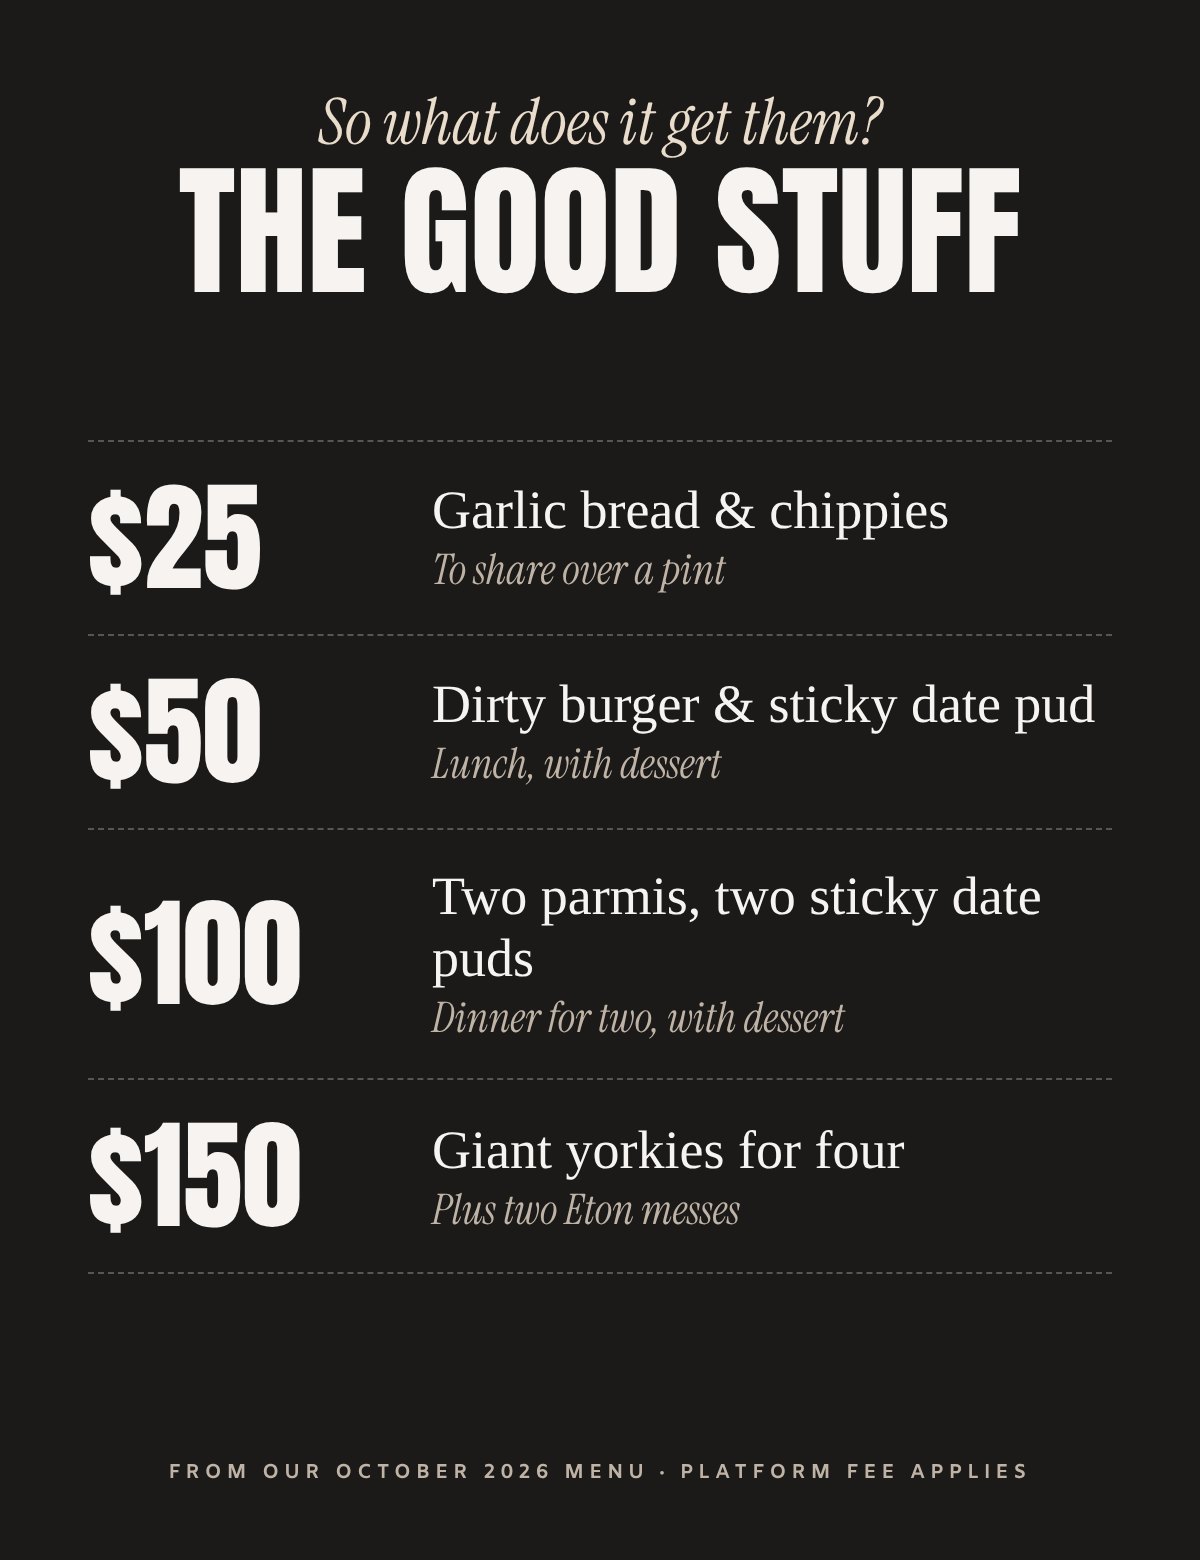 So what does it get them?
THE GOOD STUFF
$25
Garlic bread & chippies
To share over a pint
$50
Dirty burger & sticky date pud
Lunch, with dessert
$100
Two parmis, two sticky date
puds
Dinner for two, with dessert
$150
Giant yorkies for four
Plus two Eton messes
FROM OUR OCTOBER 2026 MENU · PLATFORM FEE APPLIES